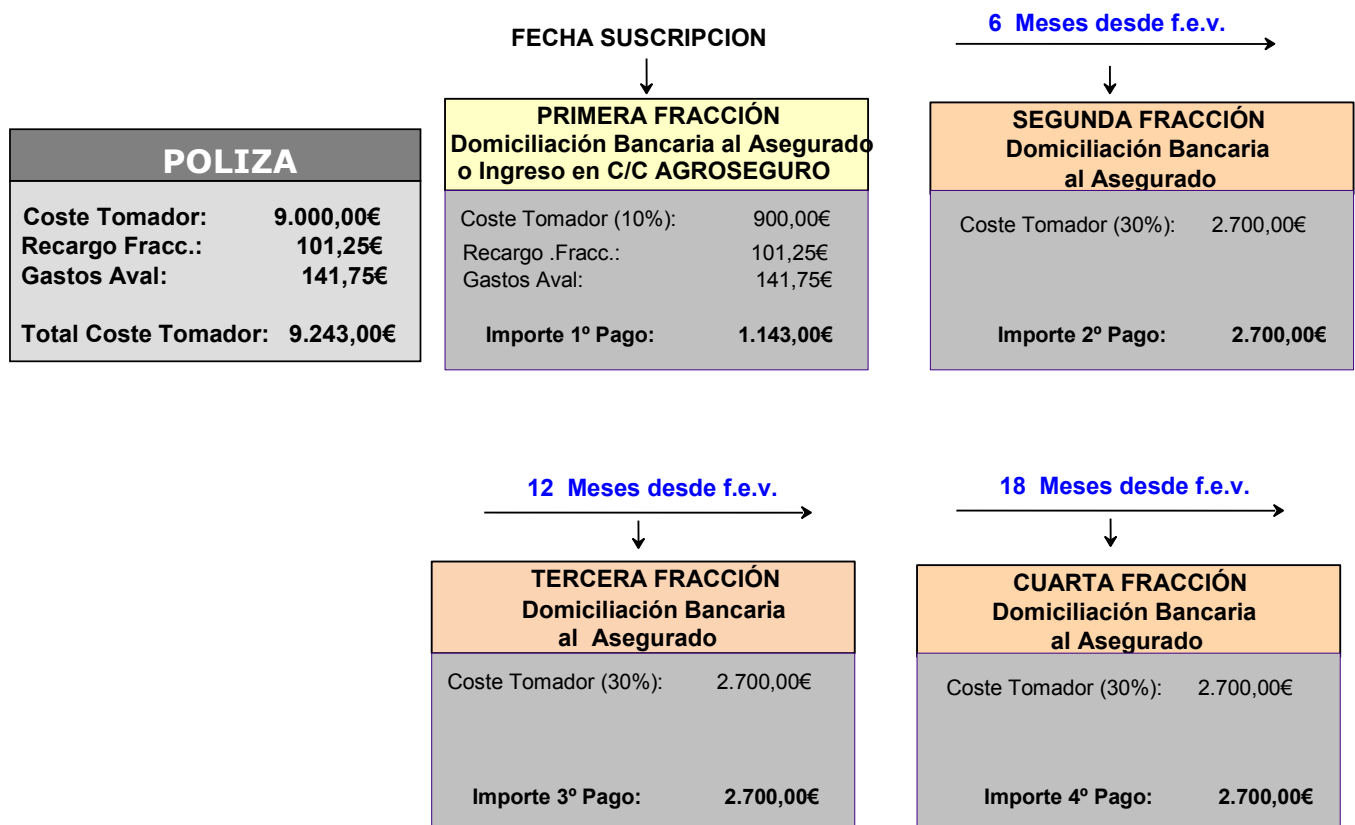 FECHA SUSCRIPCION
6 Meses desde f.e.v.
POLIZA
Coste Tomador: 9.000,00€
Recargo Fracc.: 101,25€
Gastos Aval: 141,75€
Total Coste Tomador: 9.243,00€
PRIMERA FRACCIÓN
Domiciliación Bancaria al Asegurado
o Ingreso en C/C AGROSEGURO
Coste Tomador (10%): 900,00€
Recargo .Fracc.: 101,25€
Gastos Aval: 141,75€
Importe 1º Pago: 1.143,00€
SEGUNDA FRACCIÓN
Domiciliación Bancaria
al Asegurado
Coste Tomador (30%): 2.700,00€
Importe 2º Pago: 2.700,00€
12 Meses desde f.e.v.
TERCERA FRACCIÓN
Domiciliación Bancaria
al Asegurado
Coste Tomador (30%): 2.700,00€
Importe 3º Pago: 2.700,00€
18 Meses desde f.e.v.
CUARTA FRACCIÓN
Domiciliación Bancaria
al Asegurado
Coste Tomador (30%): 2.700,00€
Importe 4º Pago: 2.700,00€